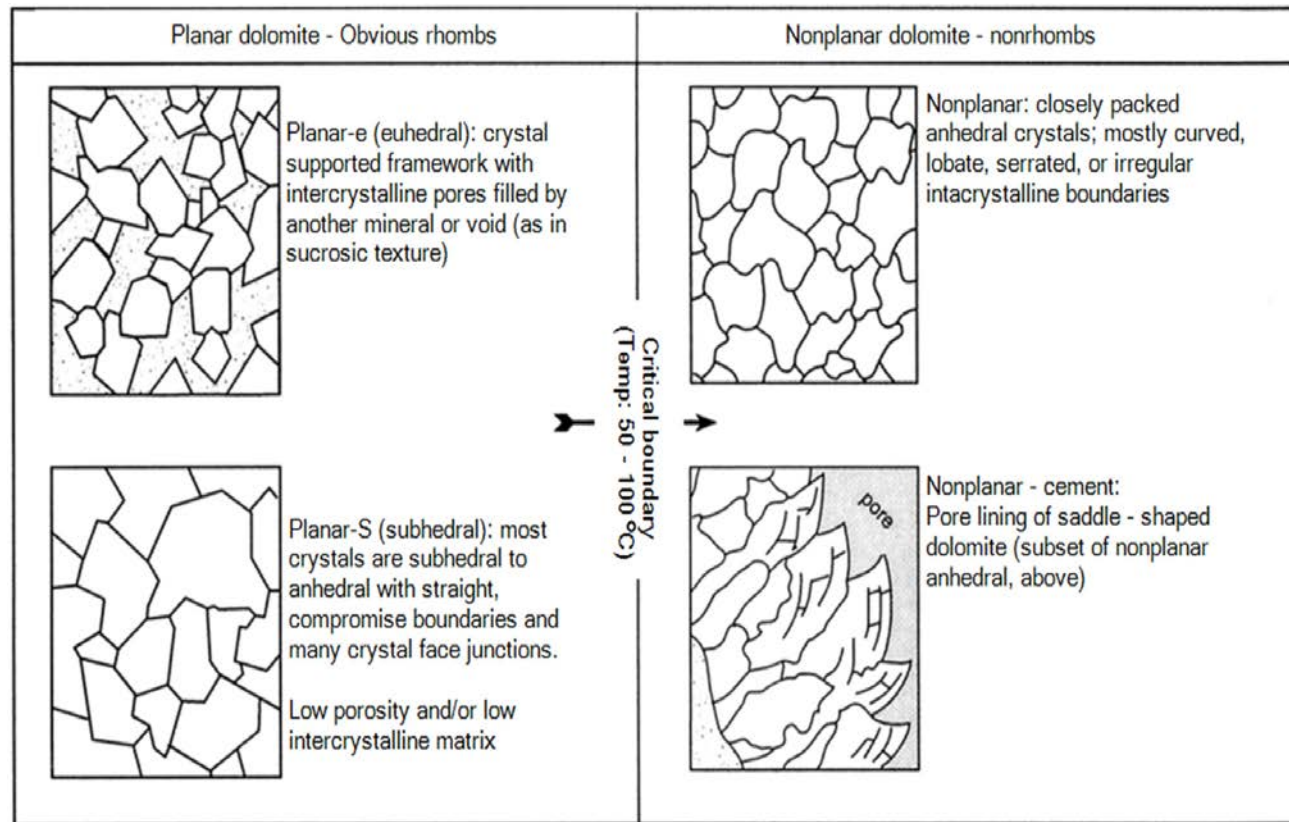 Planar dolomite - Obvious rhombs
Nonplanar dolomite - nonrhombs
Planar-e (euhedral): crystal
supported framework with
intercrystalline pores filled by
another mineral or void (as in
sucrosic texture)
Nonplanar: closely packed
anhedral crystals; mostly curved,
lobate, serrated, or irregular
intacrystalline boundaries
Critical boundary
(Temp: 50 - 100°C)
Planar-S (subhedral): most
crystals are subhedral to
anhedral with straight,
compromise boundaries and
many crystal face junctions.
Low porosity and/or low
intercrystalline matrix
pore
Nonplanar - cement:
Pore lining of saddle - shaped
dolomite (subset of nonplanar
anhedral, above)